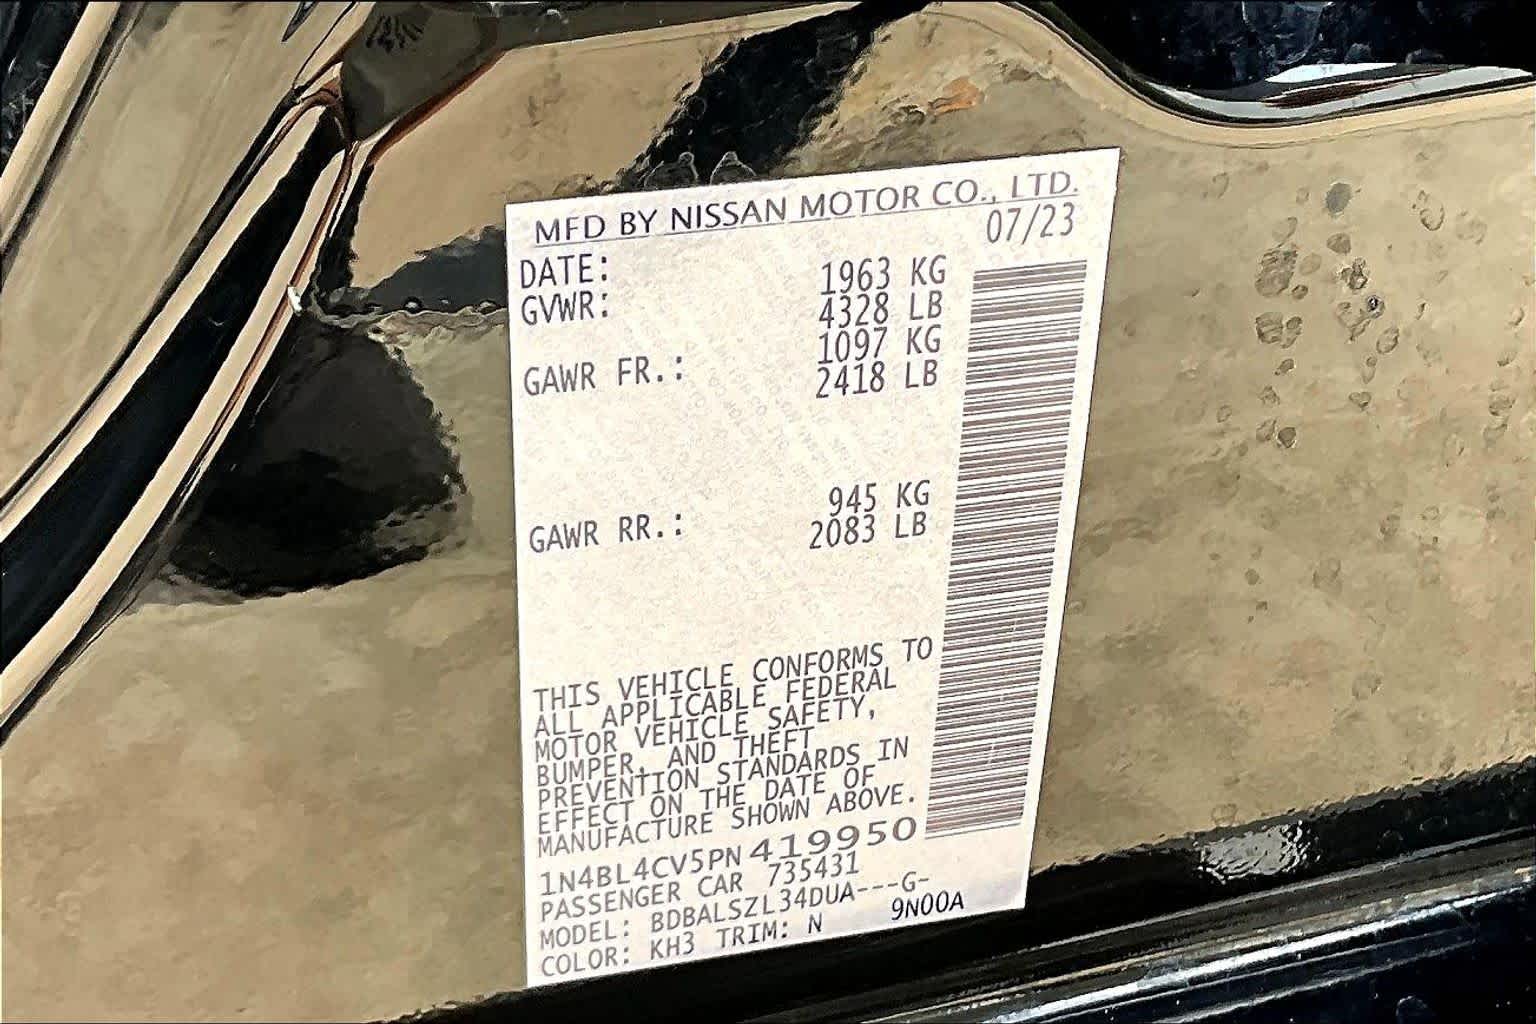 MFD BY NISSAN MOTOR CO., LTD.
DATE: 07/23
GVWR: 1963 KG
4328 LB
GAWR FR.: 1097 KG
2418 LB
GAWR RR.: 945 KG
2083 LB
THIS VEHICLE CONFORMS TO
ALL APPLICABLE FEDERAL
MOTOR VEHICLE SAFETY,
BUMPER, AND THEFT
PREVENTION STANDARDS IN
EFFECT ON THE DATE OF
MANUFACTURE SHOWN ABOVE.
1N4BL4CV5PN419950
PASSENGER CAR 735431
MODEL: BDBALSZL34DUA---G-
COLOR: KH3 TRIM: N 9N00A